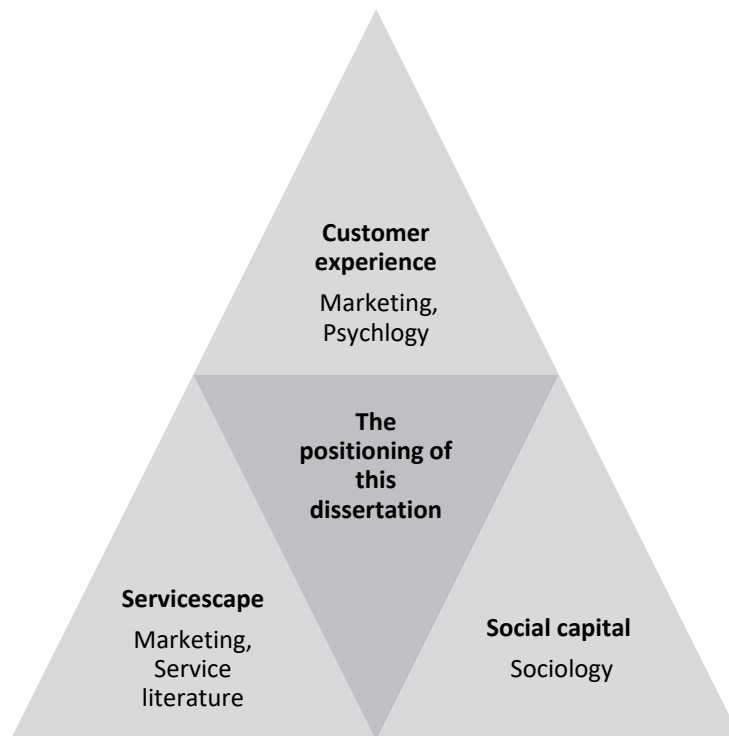 Customer
experience
Marketing,
Psychlogy
The
positioning of
this
dissertation
Servicescape
Marketing,
Service
literature
Social capital
Sociology